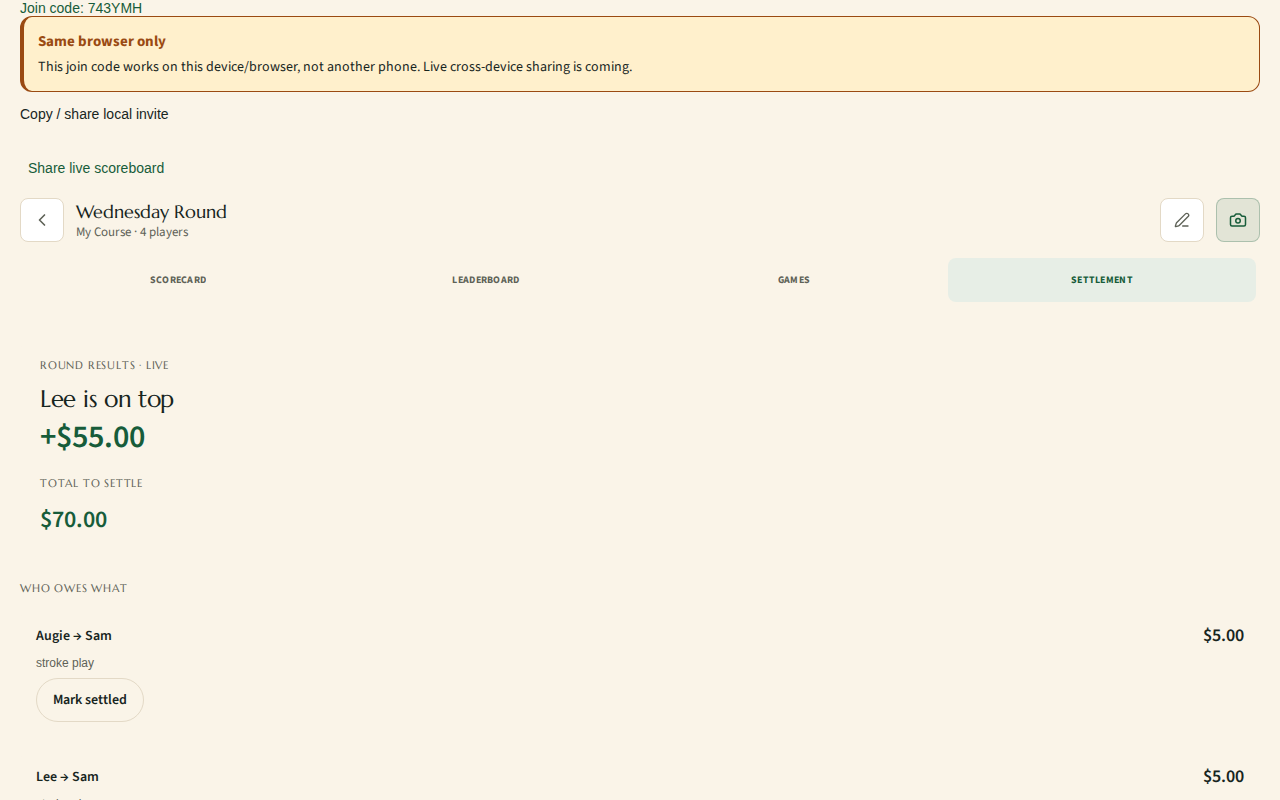 Join code: 743YMH
Same browser only
This join code works on this device/browser, not another phone. Live cross-device sharing is coming.
Copy / share local invite
Share live scoreboard
Wednesday Round
My Course · 4 players
SCORECARD
LEADERBOARD
GAMES
SETTLEMENT
ROUND RESULTS · LIVE
Lee is on top
+$55.00
TOTAL TO SETTLE
$70.00
WHO OWES WHAT
Augie → Sam
$5.00
stroke play
Mark settled
Lee → Sam
$5.00